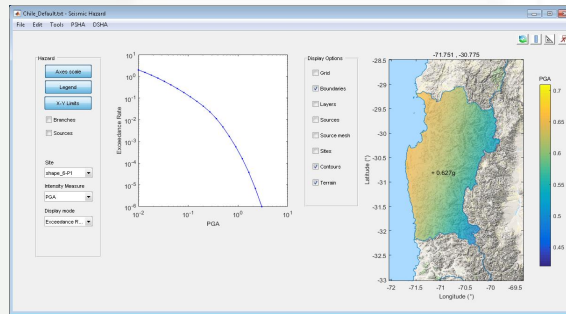 Chile_Default.txt - Seismic Hazard
File Edit Tools PSHA DSHA
Hazard
Axes scale
Legend
X-Y Limits
Branches
Sources
Site
shape_8-P1
Intensity Measure
PGA
Display mode
Exceedance R...
Exceedance Rate
10^1
10^0
10^-1
10^-2
10^-3
10^-4
10^-5
10^-6
10^-2 10^-1 10^0 10^1
PGA
Display Options
Grid
Boundaries
Layers
Sources
Source mesh
Sites
Contours
Terrain
-71.751 , -30.775
Latitude (°)
-28.5
-29
-29.5
-30
-30.5
-31
-31.5
-32
-32.5
-33
0.627g
-72 -71.5 -71 -70.5 -70 -69.5
Longitude (°)
PGA
0.7
0.65
0.6
0.55
0.5
0.45